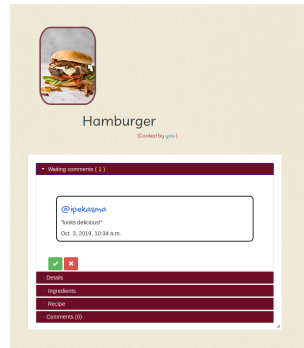 Hamburger
(Cooked by you)
Waiting comments ( 1 )
@ipekazma
"looks delicious!"
Oct. 3, 2019, 10:34 a.m.
Details
Ingredients
Recipe
Comments (0)